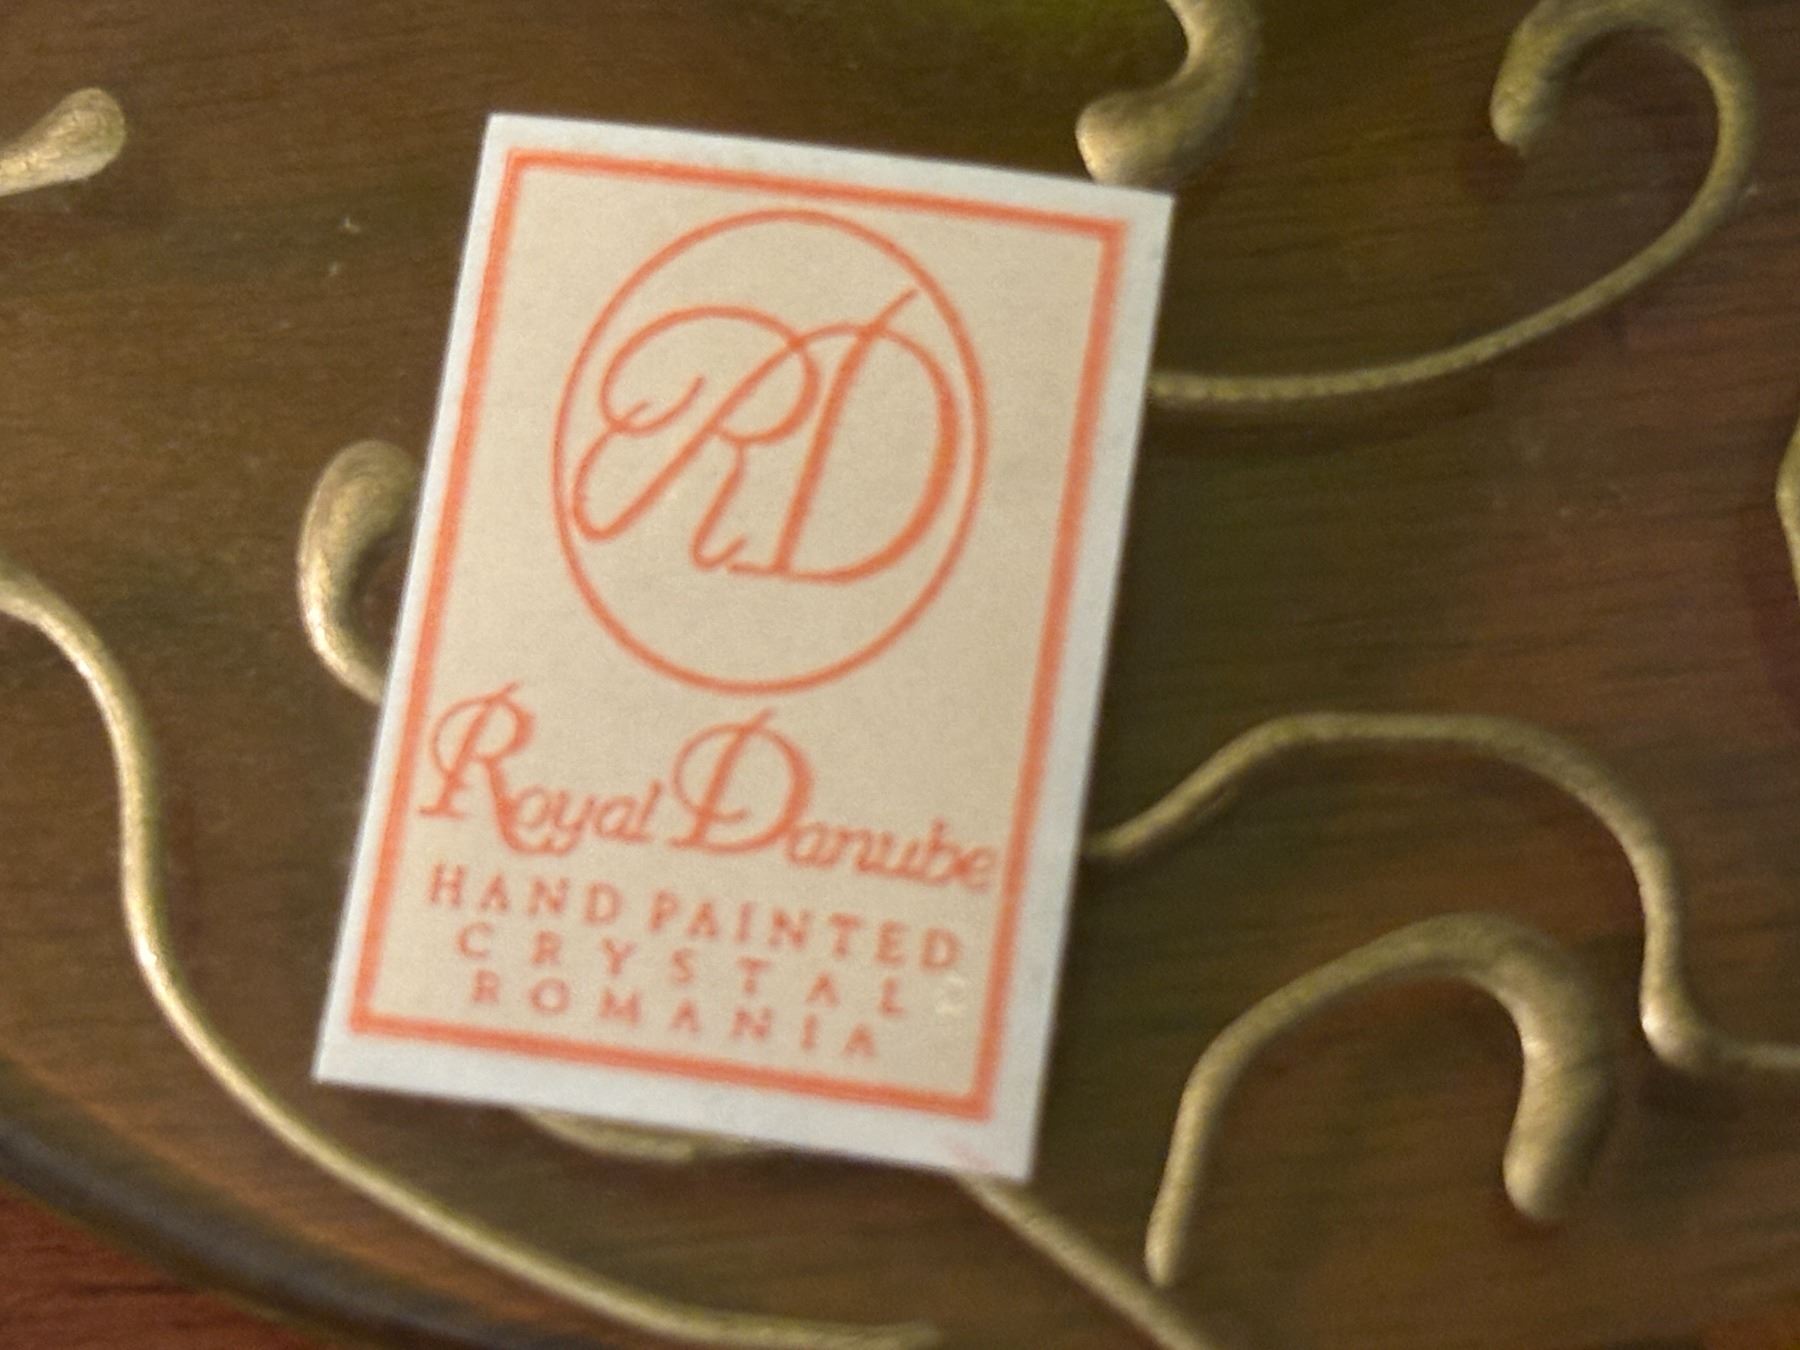 RD
Royal Danube
HAND PAINTED
CRYSTAL
ROMANIA